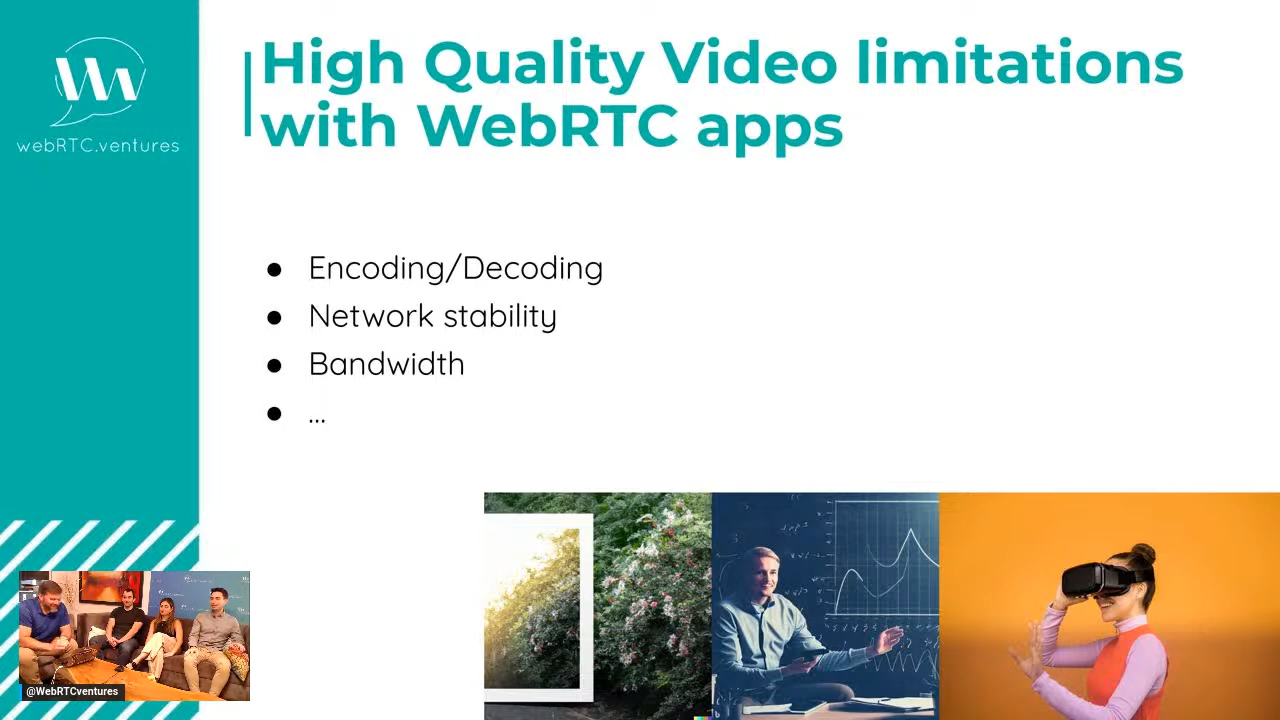 webRTC.ventures
High Quality Video limitations
with WebRTC apps
● Encoding/Decoding
● Network stability
● Bandwidth
● ...
@WebRTCventures